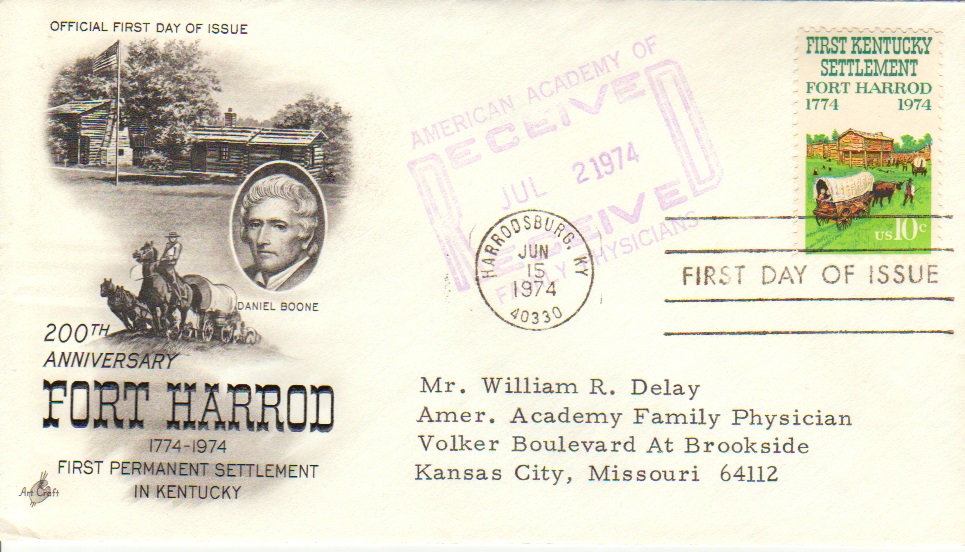 OFFICIAL FIRST DAY OF ISSUE
DANIEL BOONE
200TH
ANNIVERSARY
FORT HARROD
1774-1974
FIRST PERMANENT SETTLEMENT
IN KENTUCKY
Art Craft
AMERICAN ACADEMY OF
RECEIVED
JUL 2 1974
RECEIVED
FAMILY PHYSICIANS
HARRODSBURG, KY
JUN
15
1974
40330
FIRST KENTUCKY
SETTLEMENT
FORT HARROD
1774 1974
US 10c
FIRST DAY OF ISSUE
Mr. William R. Delay
Amer. Academy Family Physician
Volker Boulevard At Brookside
Kansas City, Missouri 64112